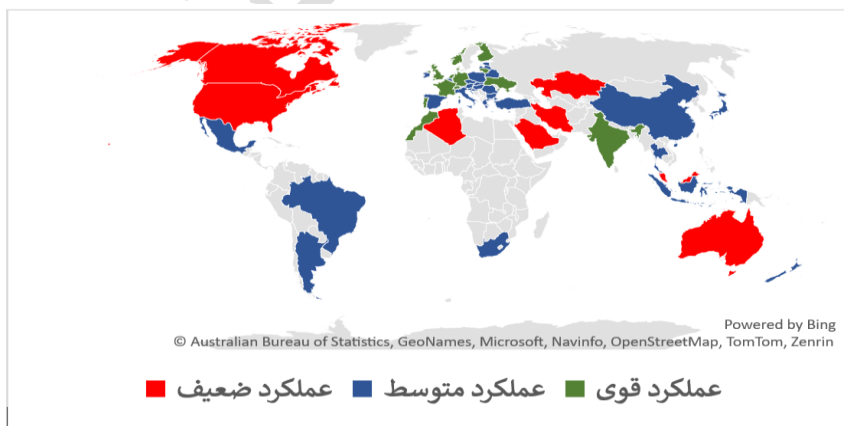 Powered by Bing
© Australian Bureau of Statistics, GeoNames, Microsoft, Navinfo, OpenStreetMap, TomTom, Zenrin
عملکرد قوی عملکرد متوسط عملکرد ضعیف